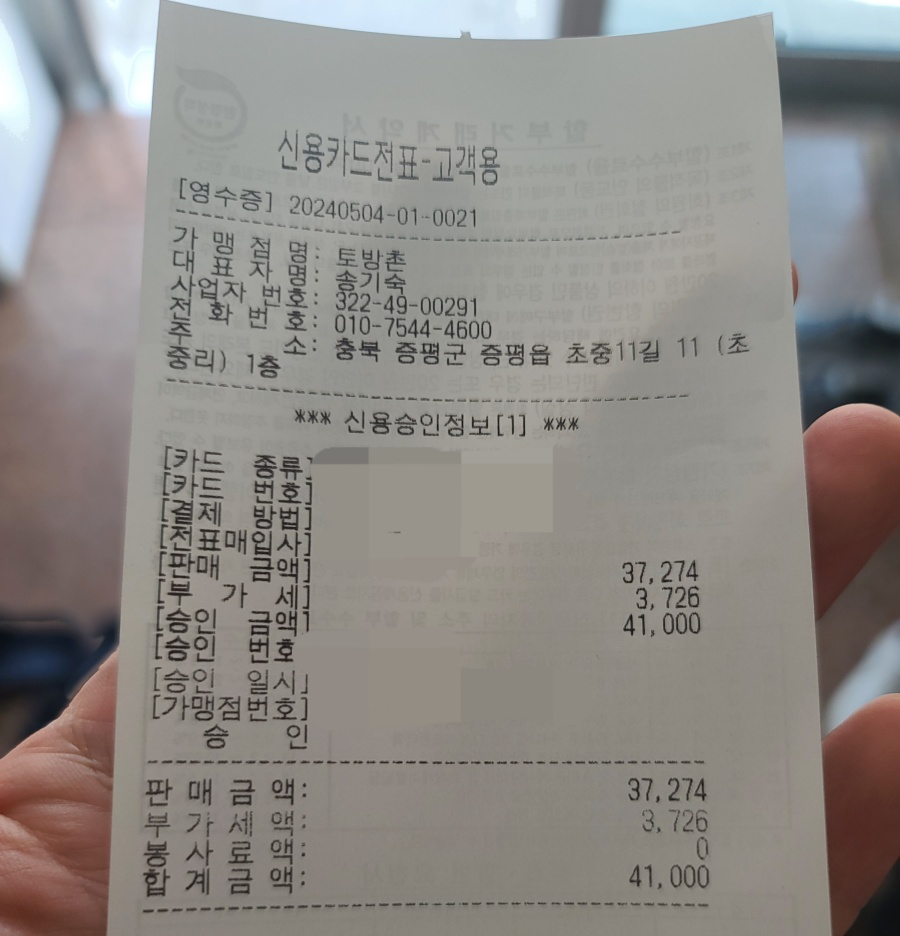 신용카드전표-고객용
[영수증] 20240504-01-0021
가 맹 점 명: 토방촌
대 표 자 명: 송기숙
사업자 번호: 322-49-00291
전 화 번 호: 010-7544-4600
주 소: 충북 증평군 증평읍 초중11길 11 (초
중리) 1층
*** 신용승인정보[1] ***
[카드 종류]
[카드 번호]
[결제 방법]
[전표매입사]
[판매 금액] 37,274
[부 가 세] 3,726
[승인 금액] 41,000
[승인 번호
[승인 일시]
[가맹점번호]
승 인
판 매 금 액: 37,274
부 가 세 액: 3,726
봉 사 료 액: 0
합 계 금 액: 41,000